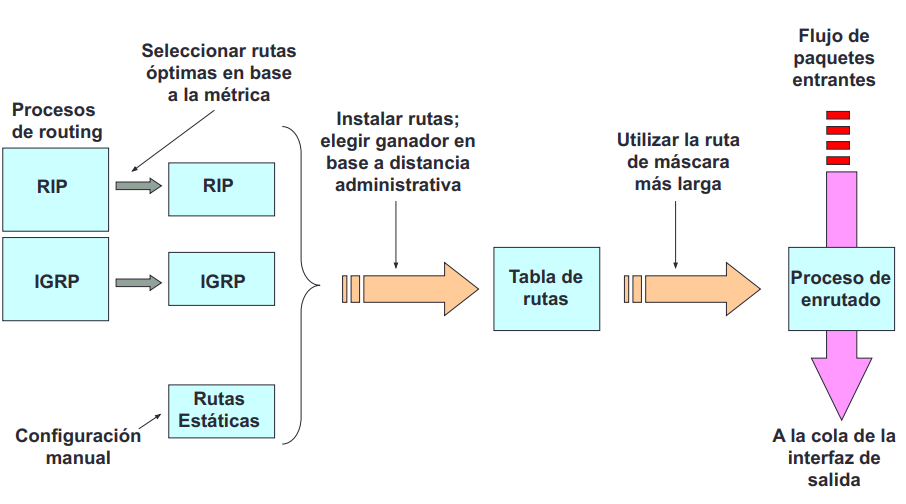 Seleccionar rutas
óptimas en base
a la métrica
Procesos
de routing
RIP
RIP
IGRP
IGRP
Rutas
Estáticas
Configuración
manual
Instalar rutas;
elegir ganador en
base a distancia
administrativa
Tabla de
rutas
Utilizar la ruta
de máscara
más larga
Flujo de
paquetes
entrantes
Proceso de
enrutado
A la cola de la
interfaz de
salida